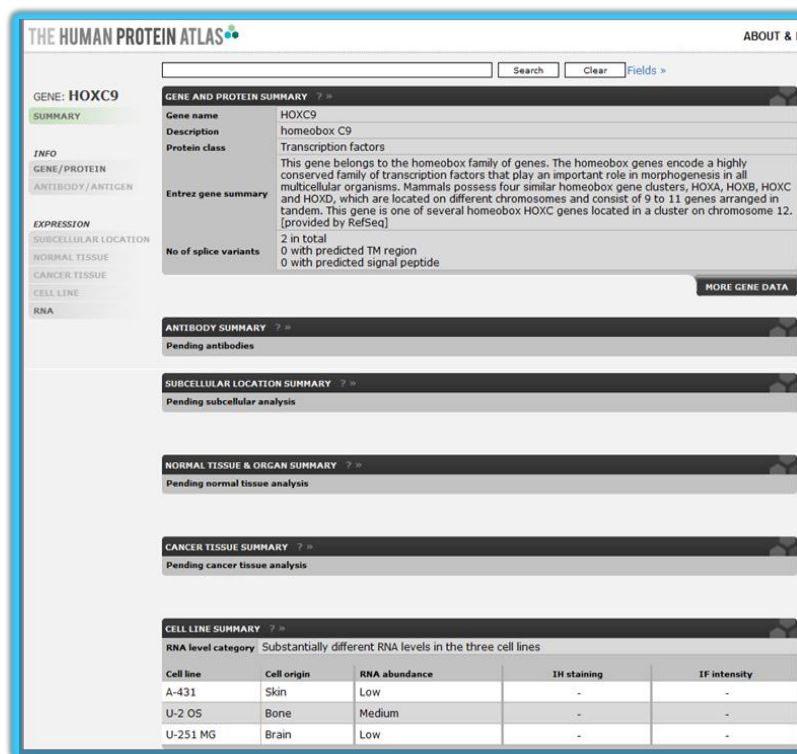 THE HUMAN PROTEIN ATLAS
ABOUT &
Search Clear Fields »
GENE: HOXC9
SUMMARY
INFO
GENE/PROTEIN
ANTIBODY/ANTIGEN
EXPRESSION
SUBCELLULAR LOCATION
NORMAL TISSUE
CANCER TISSUE
CELL LINE
RNA
GENE AND PROTEIN SUMMARY ? »
Gene name HOXC9
Description homeobox C9
Protein class Transcription factors
Entrez gene summary
This gene belongs to the homeobox family of genes. The homeobox genes encode a highly
conserved family of transcription factors that play an important role in morphogenesis in all
multicellular organisms. Mammals possess four similar homeobox gene clusters, HOXA, HOXB, HOXC
and HOXD, which are located on different chromosomes and consist of 9 to 11 genes arranged in
tandem. This gene is one of several homeobox HOXC genes located in a cluster on chromosome 12.
[provided by RefSeq]
No of splice variants
2 in total
0 with predicted TM region
0 with predicted signal peptide
MORE GENE DATA
ANTIBODY SUMMARY ? »
Pending antibodies
SUBCELLULAR LOCATION SUMMARY ? »
Pending subcellular analysis
NORMAL TISSUE & ORGAN SUMMARY ? »
Pending normal tissue analysis
CANCER TISSUE SUMMARY ? »
Pending cancer tissue analysis
CELL LINE SUMMARY ? »
RNA level category Substantially different RNA levels in the three cell lines
Cell line Cell origin RNA abundance IH staining IF intensity
A-431 Skin Low - -
U-2 OS Bone Medium - -
U-251 MG Brain Low - -